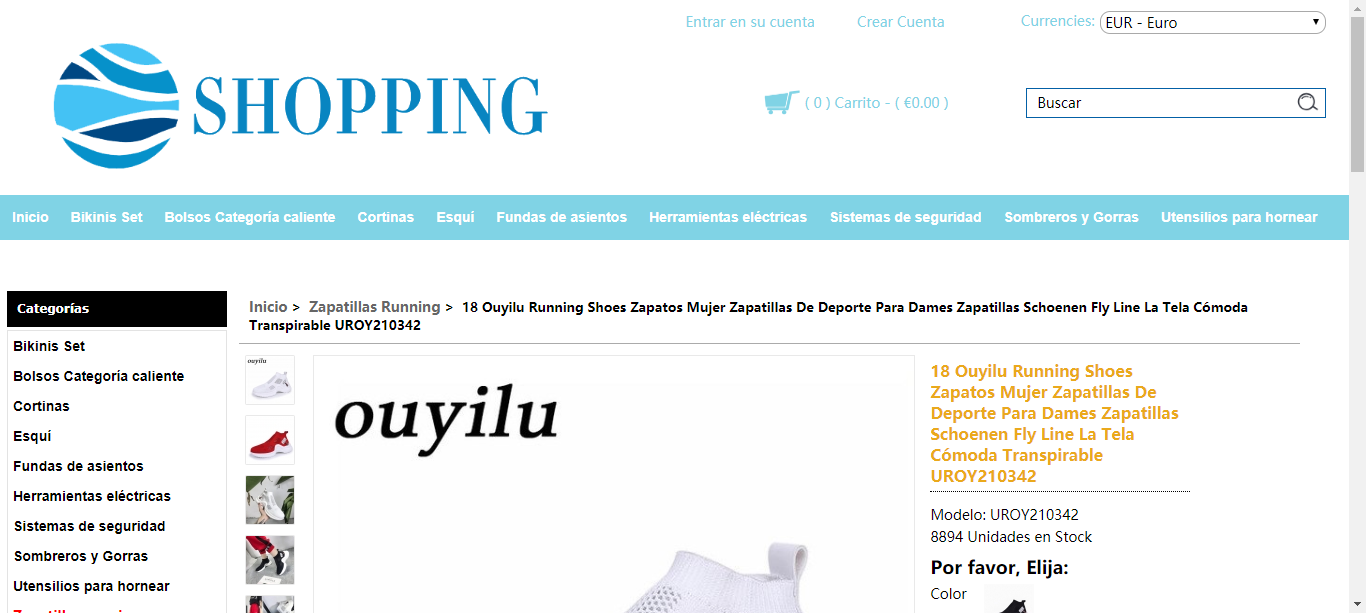 Entrar en su cuenta
Crear Cuenta
Currencies: EUR - Euro
SHOPPING
( 0 ) Carrito - ( €0.00 )
Buscar
Inicio Bikinis Set Bolsos Categoría caliente Cortinas Esquí Fundas de asientos Herramientas eléctricas Sistemas de seguridad Sombreros y Gorras Utensilios para hornear
Categorías
Bikinis Set
Bolsos Categoría caliente
Cortinas
Esquí
Fundas de asientos
Herramientas eléctricas
Sistemas de seguridad
Sombreros y Gorras
Utensilios para hornear
Inicio > Zapatillas Running > 18 Ouyilu Running Shoes Zapatos Mujer Zapatillas De Deporte Para Dames Zapatillas Schoenen Fly Line La Tela Cómoda
Transpirable UROY210342
ouyilu
ouyilu
18 Ouyilu Running Shoes
Zapatos Mujer Zapatillas De
Deporte Para Dames Zapatillas
Schoenen Fly Line La Tela
Cómoda Transpirable
UROY210342
Modelo: UROY210342
8894 Unidades en Stock
Por favor, Elija:
Color